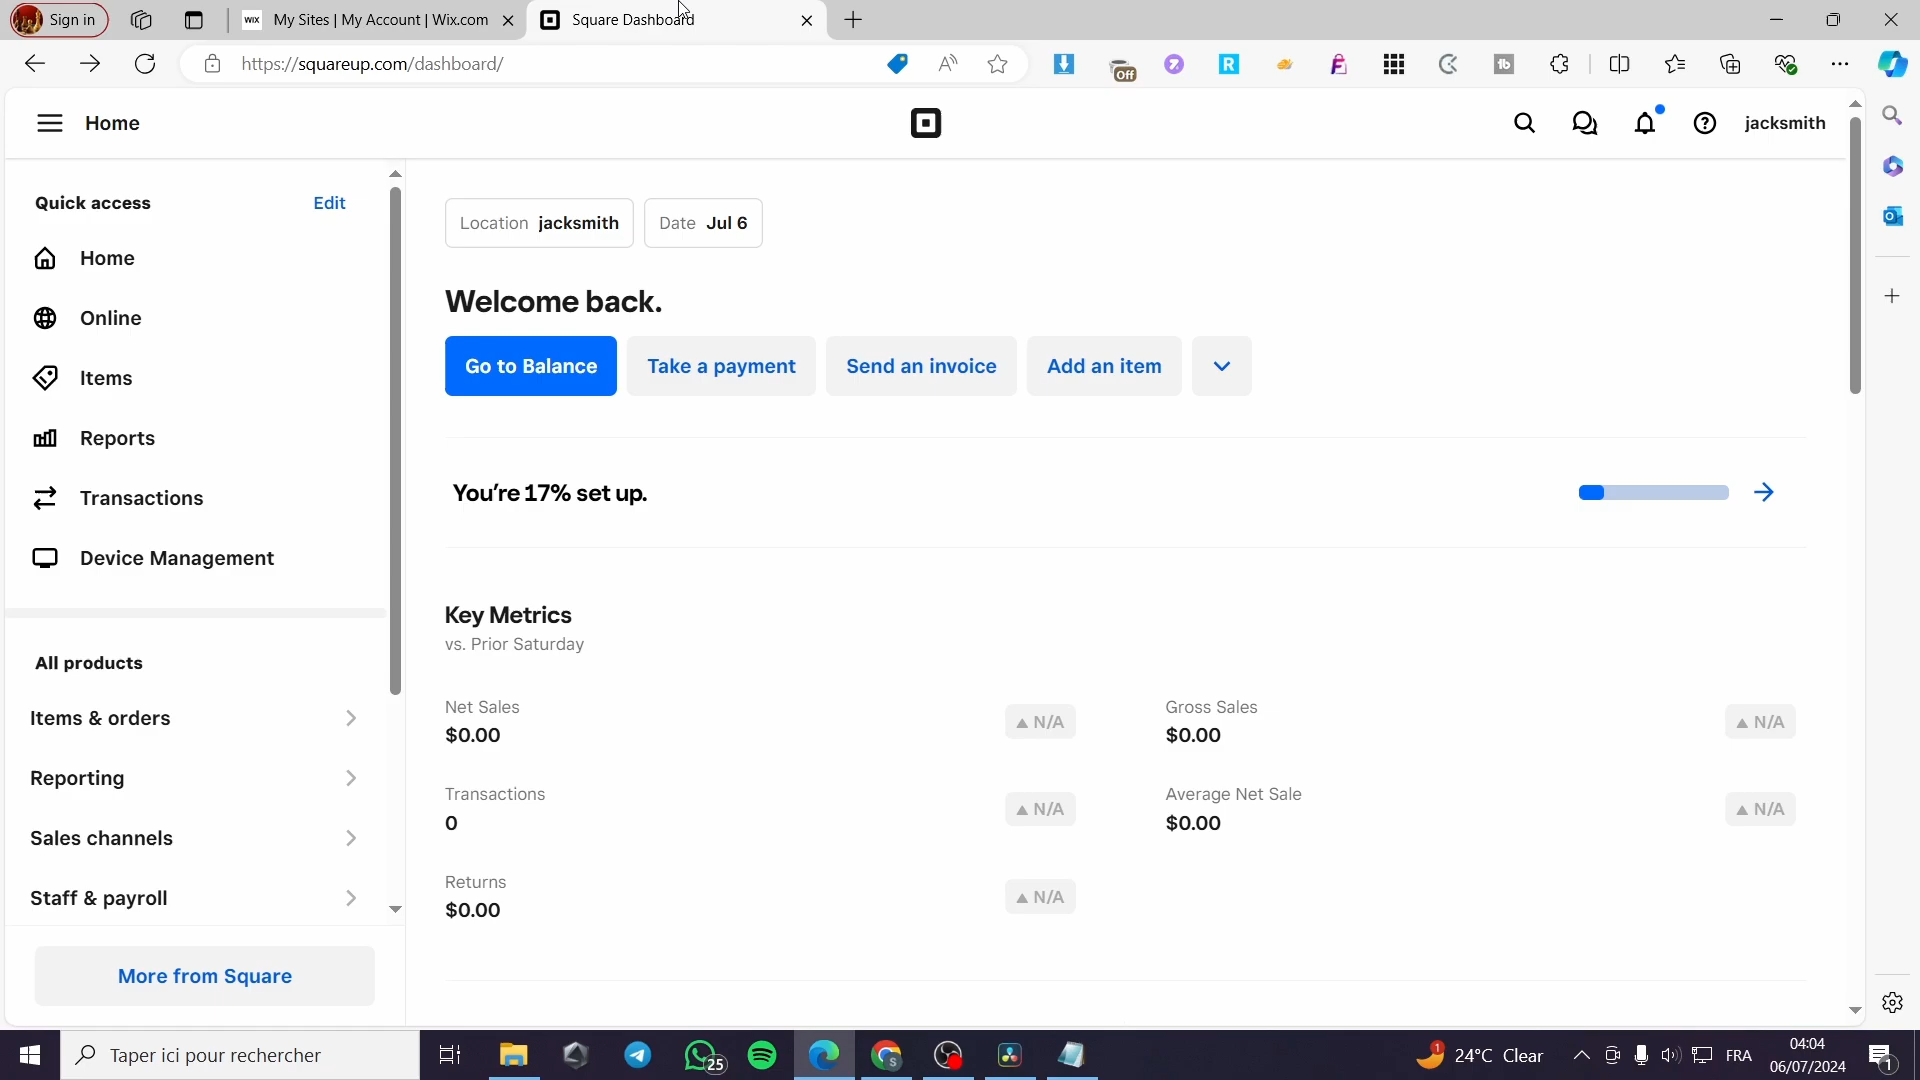 Sign in
WIX
My Sites | My Account | Wix.com
Square Dashboard
https://squareup.com/dashboard/
Off
R
tb
Home
jacksmith
Quick access
Edit
Home
Online
Items
Reports
Transactions
Device Management
All products
Items & orders
Reporting
Sales channels
Staff & payroll
More from Square
Location jacksmith
Date Jul 6
Welcome back.
Go to Balance
Take a payment
Send an invoice
Add an item
You're 17% set up.
Key Metrics
vs. Prior Saturday
Net Sales
$0.00
N/A
Gross Sales
$0.00
N/A
Transactions
0
N/A
Average Net Sale
$0.00
N/A
Returns
$0.00
N/A
Taper ici pour rechercher
25
S
1
24°C Clear
FRA
04:04
06/07/2024
1